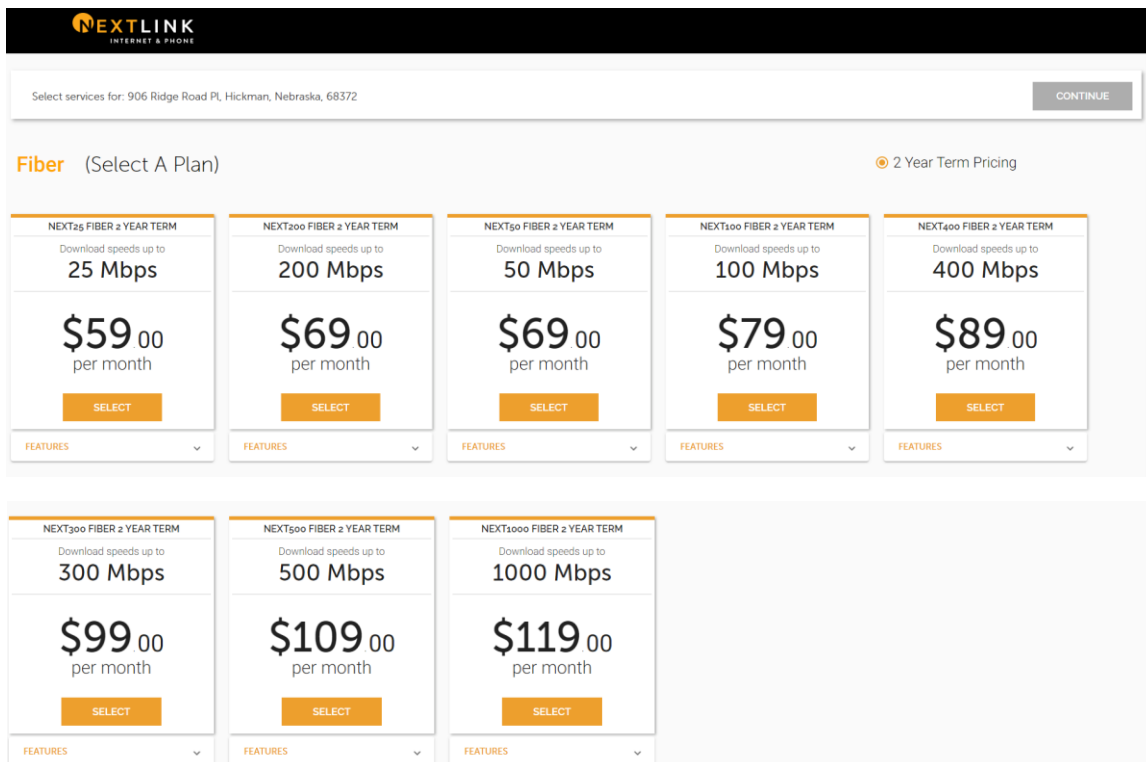 NEXTLINK
INTERNET & PHONE
Select services for: 906 Ridge Road Pl, Hickman, Nebraska, 68372
CONTINUE
Fiber (Select A Plan)
2 Year Term Pricing
NEXT25 FIBER 2 YEAR TERM
Download speeds up to
25 Mbps
$59.00
per month
SELECT
FEATURES
NEXT200 FIBER 2 YEAR TERM
Download speeds up to
200 Mbps
$69.00
per month
SELECT
FEATURES
NEXT50 FIBER 2 YEAR TERM
Download speeds up to
50 Mbps
$69.00
per month
SELECT
FEATURES
NEXT100 FIBER 2 YEAR TERM
Download speeds up to
100 Mbps
$79.00
per month
SELECT
FEATURES
NEXT400 FIBER 2 YEAR TERM
Download speeds up to
400 Mbps
$89.00
per month
SELECT
FEATURES
NEXT300 FIBER 2 YEAR TERM
Download speeds up to
300 Mbps
$99.00
per month
SELECT
FEATURES
NEXT500 FIBER 2 YEAR TERM
Download speeds up to
500 Mbps
$109.00
per month
SELECT
FEATURES
NEXT1000 FIBER 2 YEAR TERM
Download speeds up to
1000 Mbps
$119.00
per month
SELECT
FEATURES